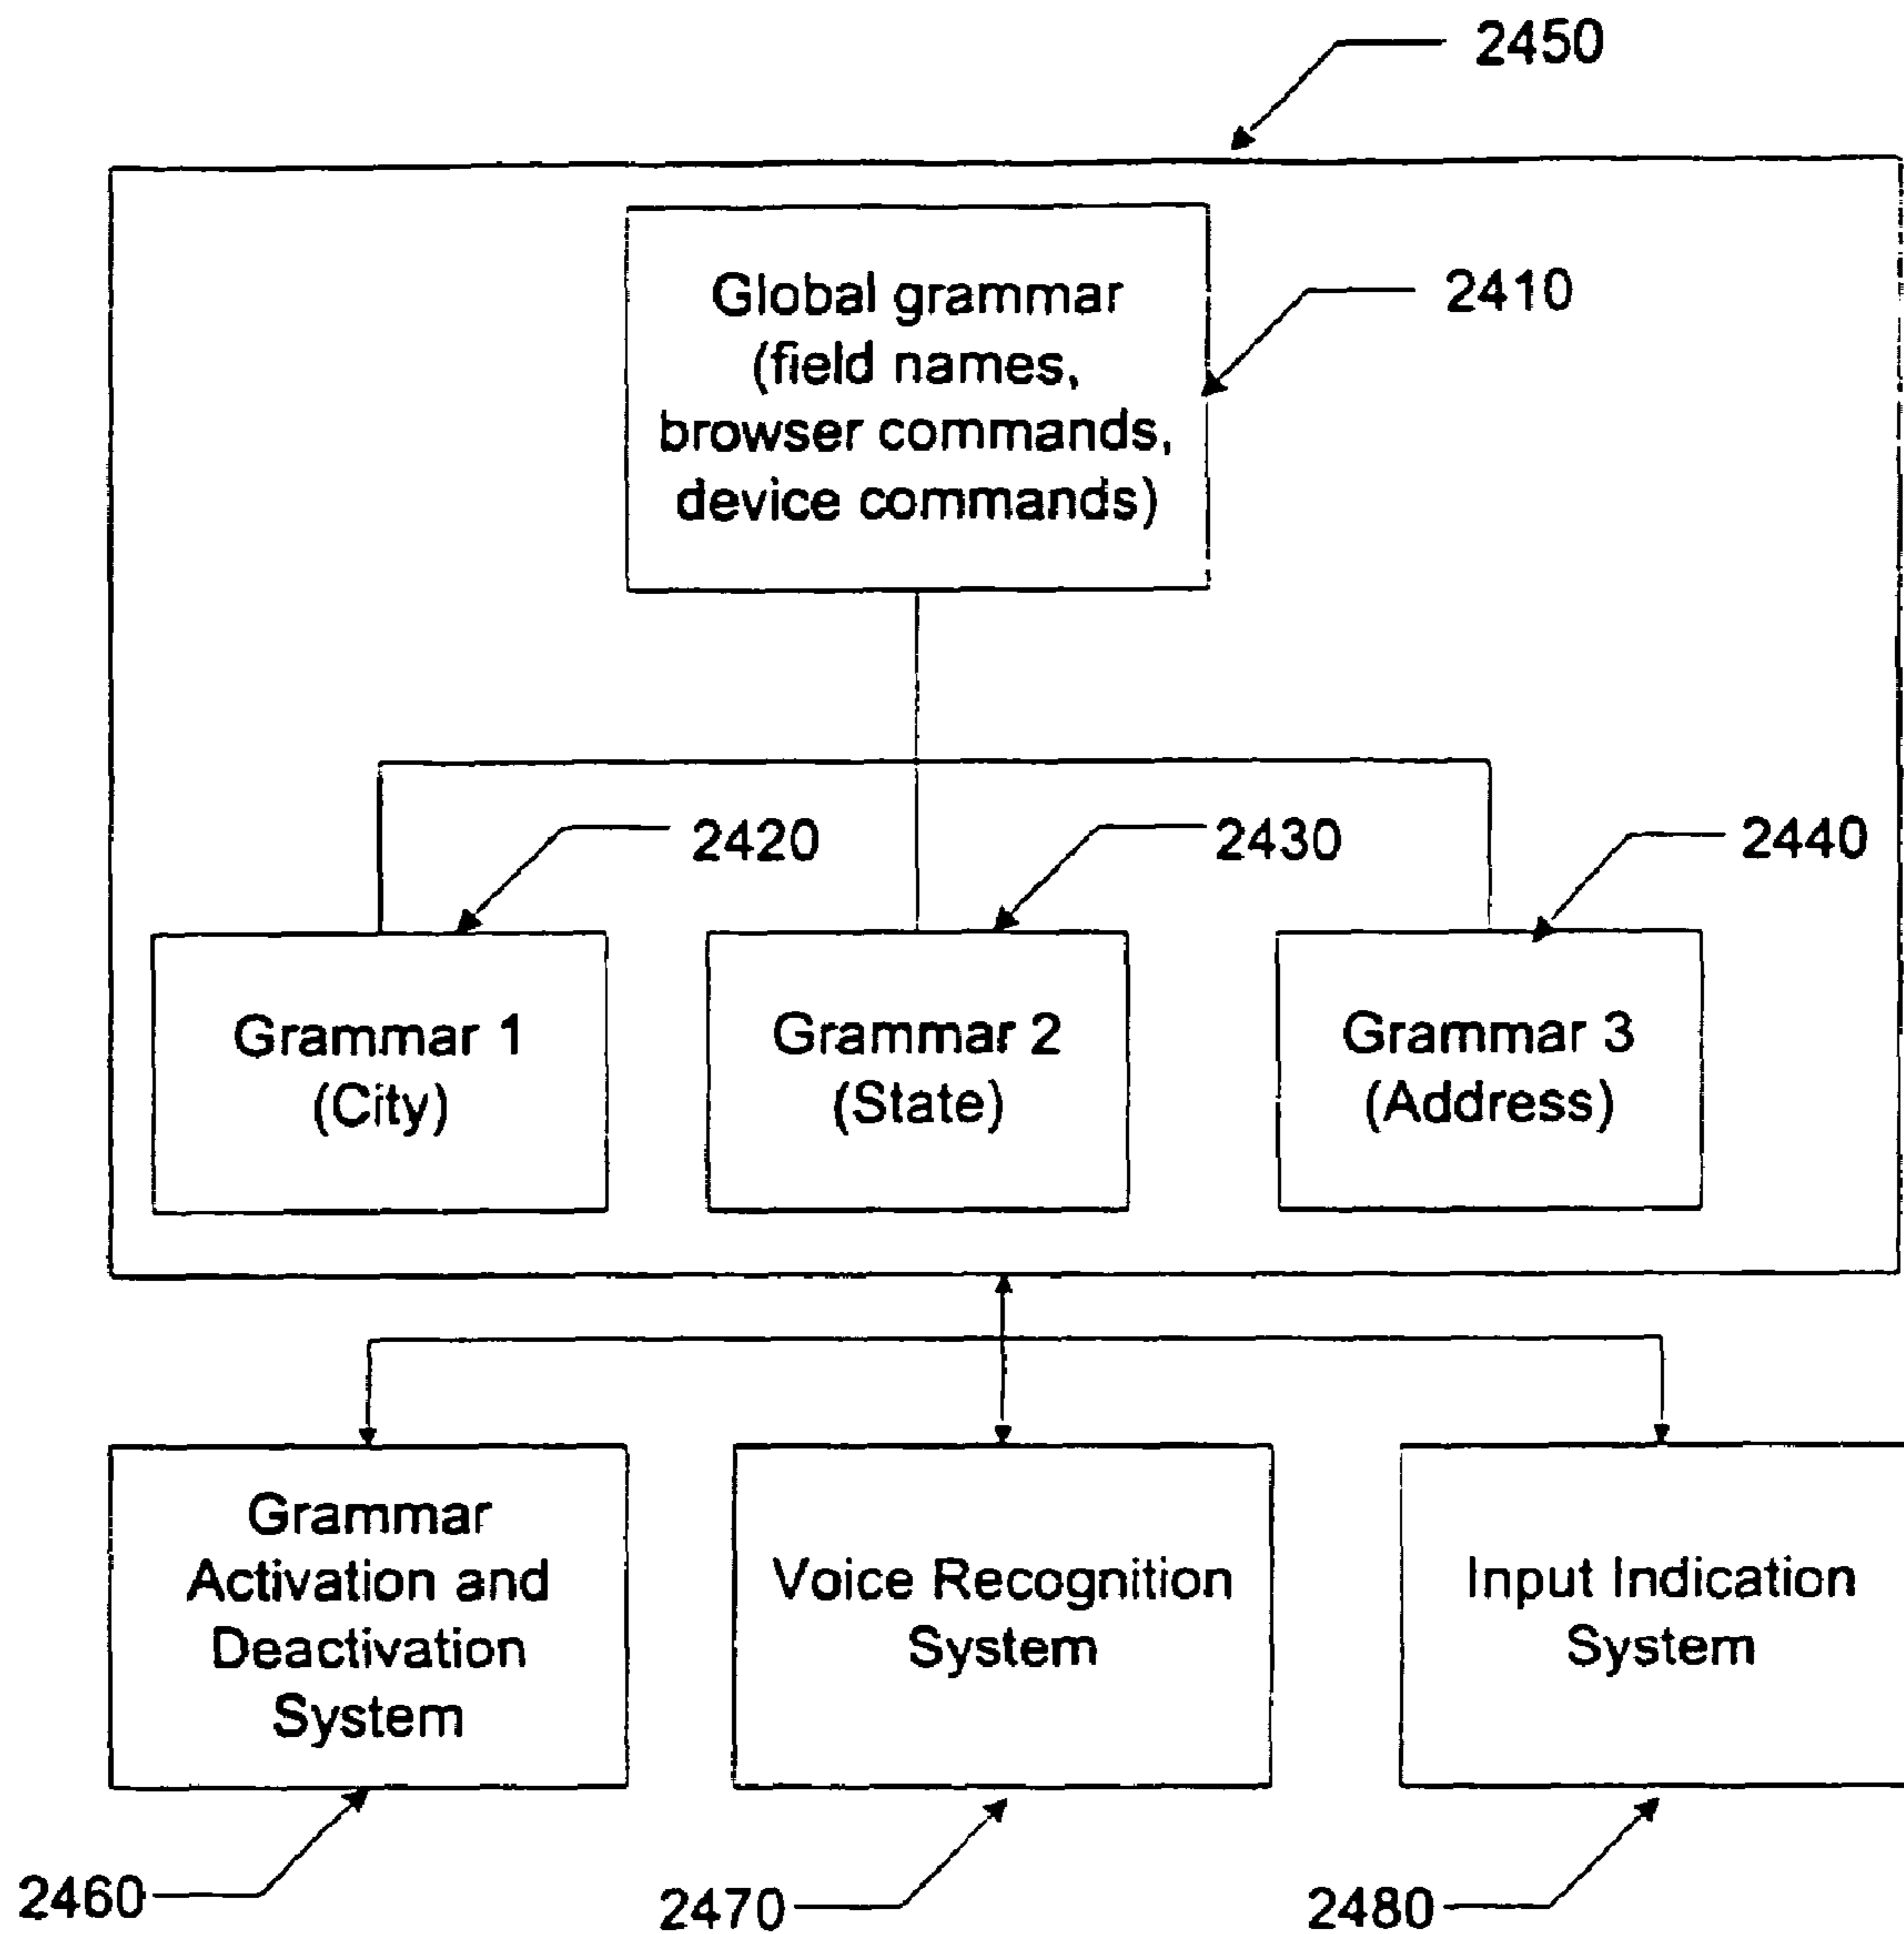 2450
Global grammar
(field names,
browser commands,
device commands)
2410
2420
2430
2440
Grammar 1
(City)
Grammar 2
(State)
Grammar 3
(Address)
Grammar
Activation and
Deactivation
System
Voice Recognition
System
Input Indication
System
2460
2470
2480